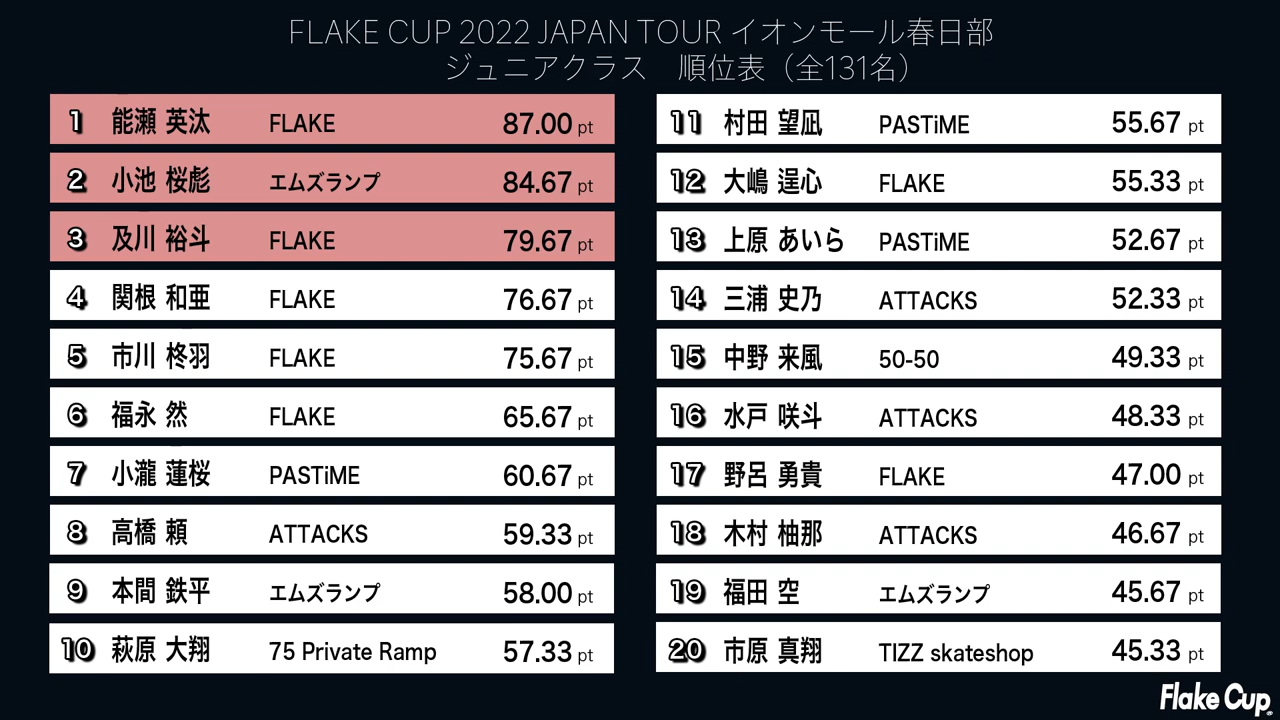 FLAKE CUP 2022 JAPAN TOUR イオンモール春日部
ジュニアクラス 順位表（全131名）
1 能瀬 英汰 FLAKE 87.00 pt
2 小池 桜彪 エムズランプ 84.67 pt
3 及川 裕斗 FLAKE 79.67 pt
4 関根 和亜 FLAKE 76.67 pt
5 市川 柊羽 FLAKE 75.67 pt
6 福永 然 FLAKE 65.67 pt
7 小瀧 蓮桜 PASTiME 60.67 pt
8 高橋 頼 ATTACKS 59.33 pt
9 本間 鉄平 エムズランプ 58.00 pt
10 萩原 大翔 75 Private Ramp 57.33 pt
11 村田 望凪 PASTiME 55.67 pt
12 大嶋 逞心 FLAKE 55.33 pt
13 上原 あいら PASTiME 52.67 pt
14 三浦 史乃 ATTACKS 52.33 pt
15 中野 来風 50-50 49.33 pt
16 水戸 咲斗 ATTACKS 48.33 pt
17 野呂 勇貴 FLAKE 47.00 pt
18 木村 柚那 ATTACKS 46.67 pt
19 福田 空 エムズランプ 45.67 pt
20 市原 真翔 TIZZ skateshop 45.33 pt
Flake Cup